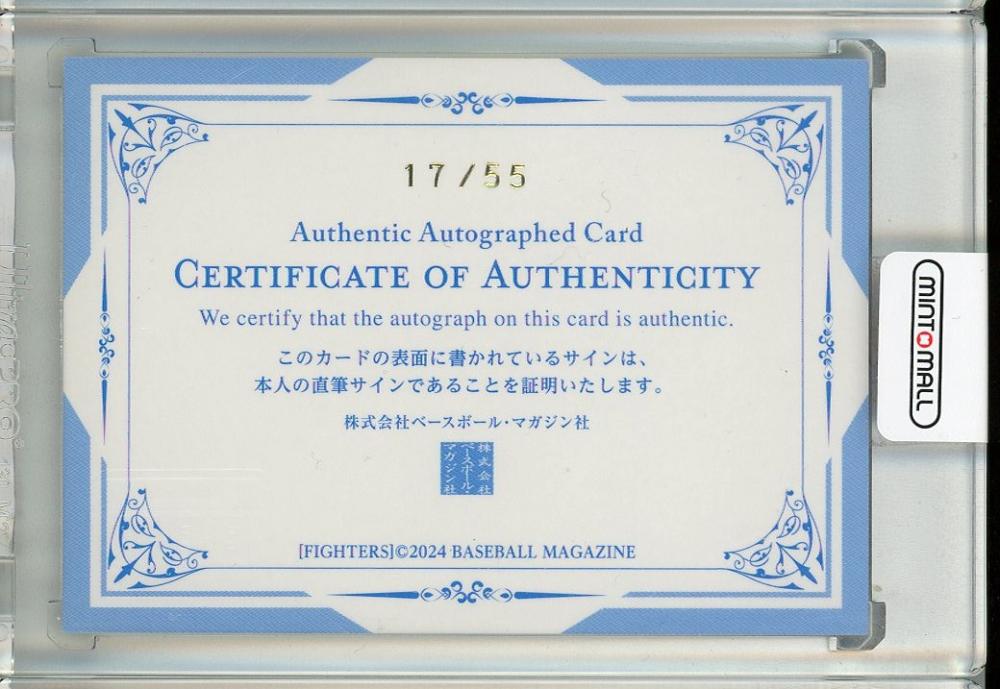 17/55
Authentic Autographed Card
CERTIFICATE OF AUTHENTICITY
We certify that the autograph on this card is authentic.
このカードの表面に書かれているサインは、
本人の直筆サインであることを証明いたします。
株式会社ベースボール・マガジン社
株式会社
ベースボール・
マガジン社
[FIGHTERS]©2024 BASEBALL MAGAZINE
MINTOMALL